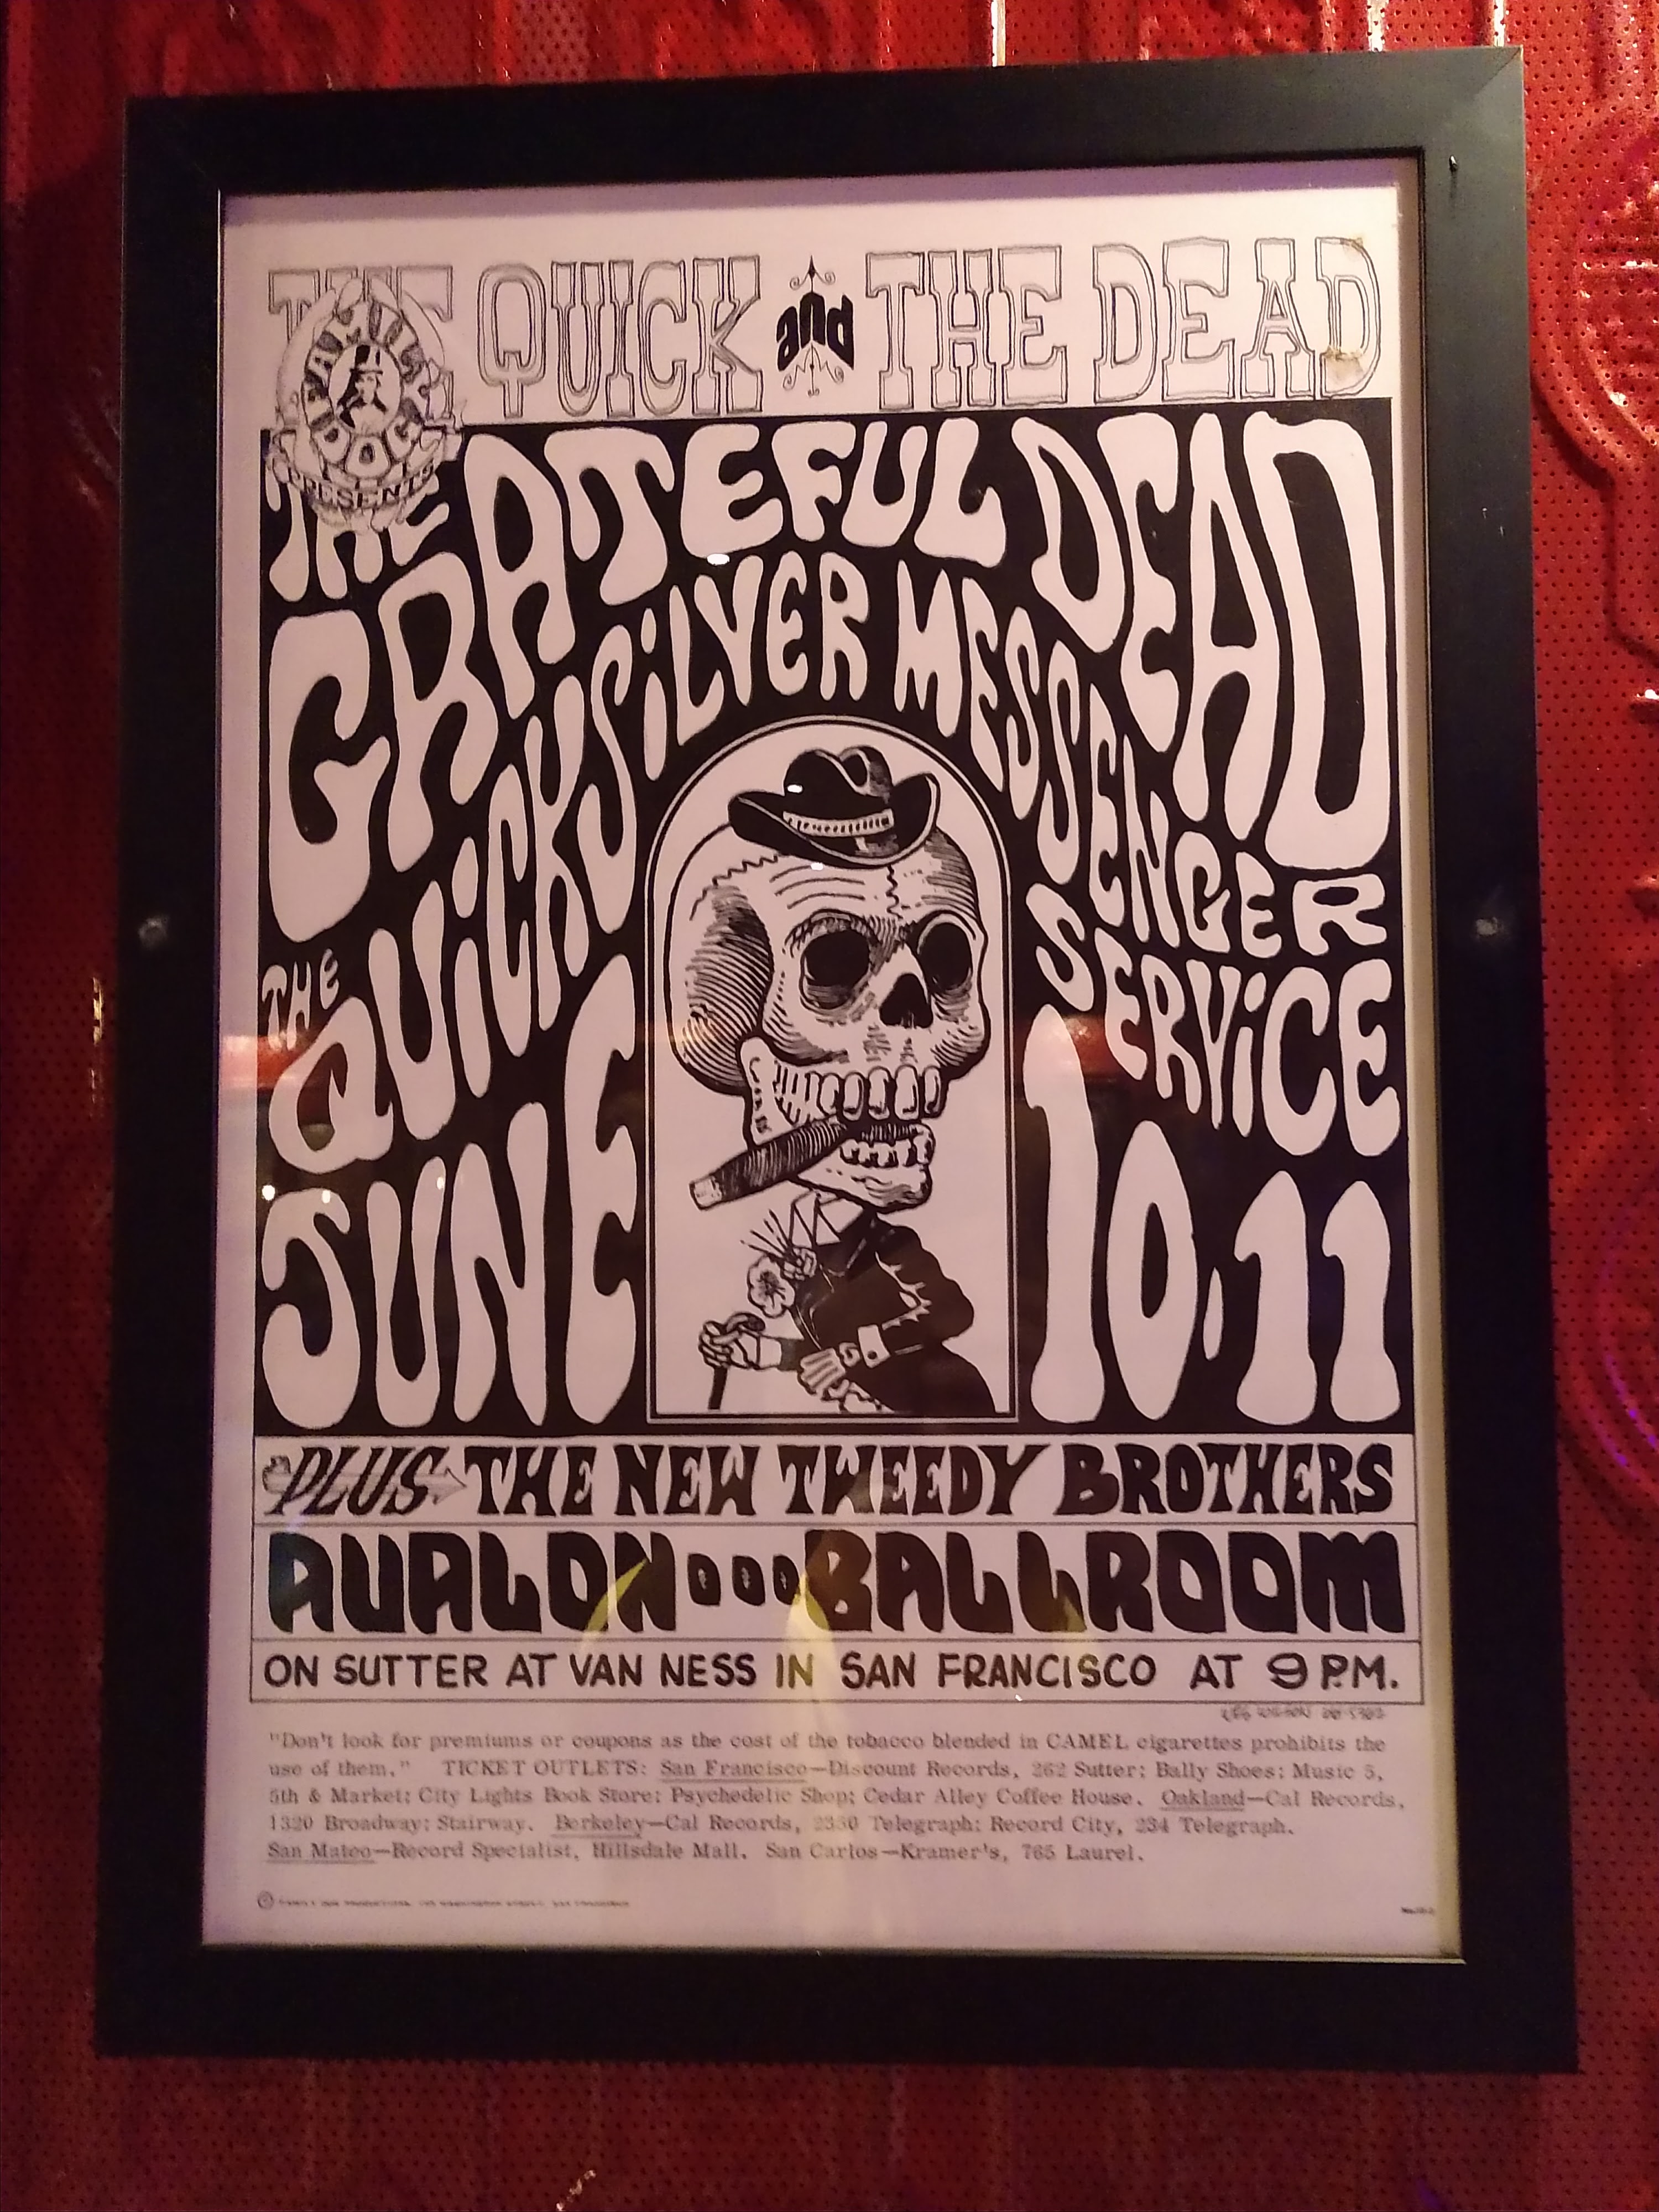 THE QUICK and THE DEAD
FAMILY DOG
PRESENTS
THE
GRATEFUL DEAD
THE
QUICKSILVER MESSENGER
SERVICE
JUNE 10.11
PLUS THE NEW TWEEDY BROTHERS
AVALON BALLROOM
ON SUTTER AT VAN NESS IN SAN FRANCISCO AT 9 P.M.
WES WILSON
"Don't look for premiums or coupons as the cost of the tobacco blended in CAMEL cigarettes prohibits the
use of them." TICKET OUTLETS: San Francisco—Discount Records, 262 Sutter; Bally Shoes; Music 5,
5th & Market; City Lights Book Store; Psychedelic Shop; Cedar Alley Coffee House. Oakland—Cal Records,
1320 Broadway; Stairway. Berkeley—Cal Records, 2350 Telegraph; Record City, 234 Telegraph.
San Mateo—Record Specialist, Hillsdale Mall. San Carlos—Kramer's, 765 Laurel.
©